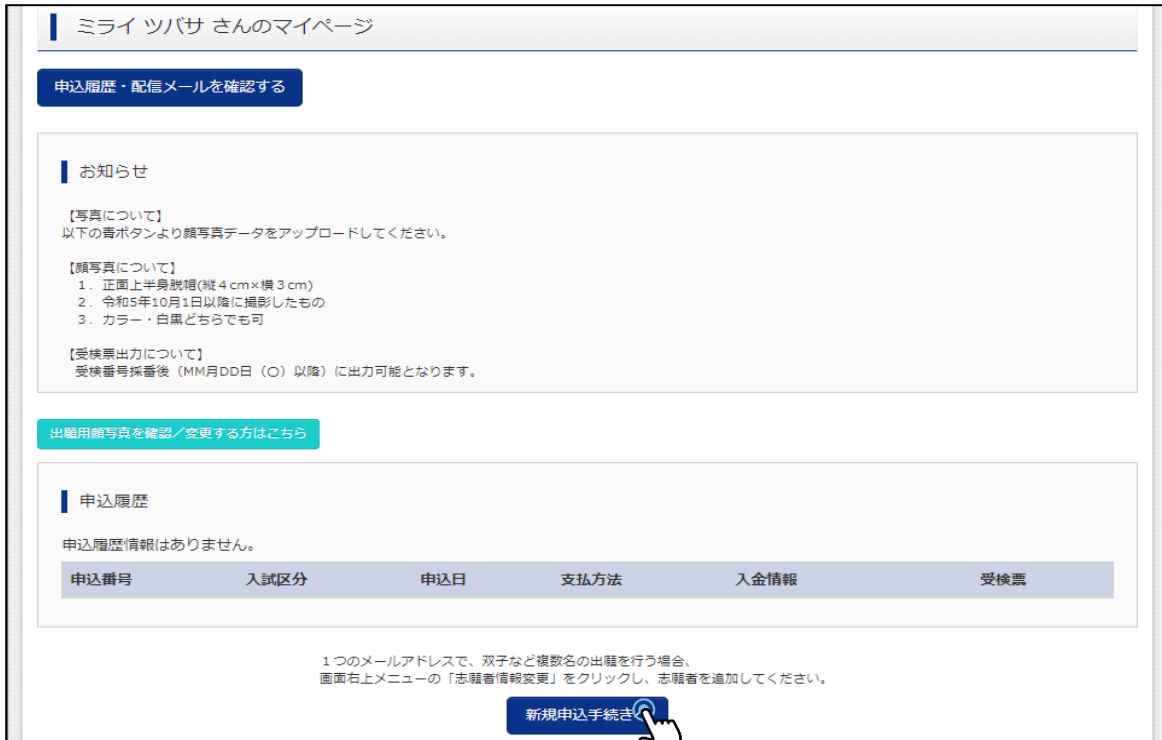 ミライ ツバサ さんのマイページ
申込履歴・配信メールを確認する
お知らせ
【写真について】
以下の青ボタンより顔写真データをアップロードしてください。
【顔写真について】
1．正面上半身脱帽(縦４cm×横３cm)
2．令和5年10月1日以降に撮影したもの
3．カラー・白黒どちらでも可
【受検票出力について】
受検番号採番後（MM月DD日（〇）以降）に出力可能となります。
出願用顔写真を確認／変更する方はこちら
申込履歴
申込履歴情報はありません。
申込番号 入試区分 申込日 支払方法 入金情報 受検票
１つのメールアドレスで、双子など複数名の出願を行う場合、
画面右上メニューの「志願者情報変更」をクリックし、志願者を追加してください。
新規申込手続き